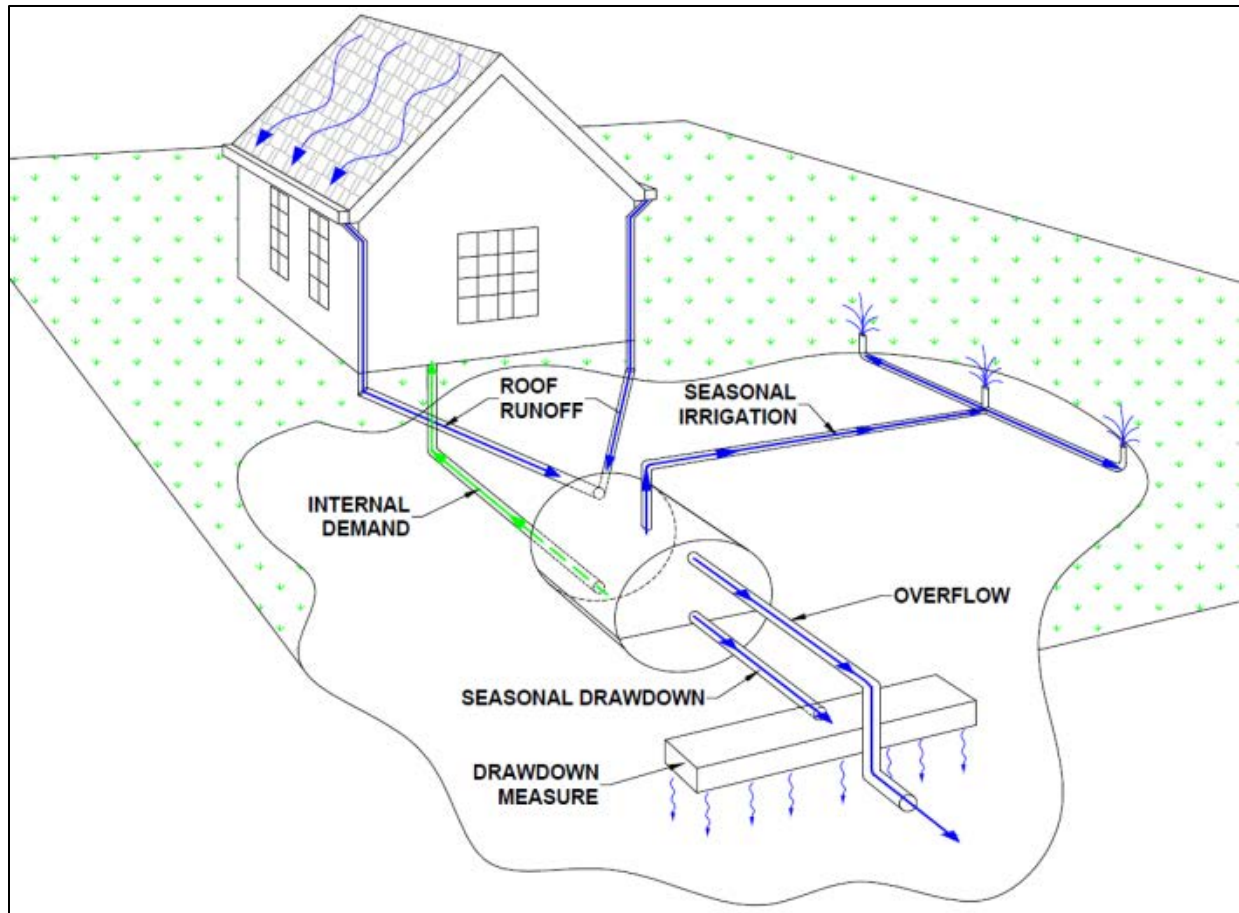 ROOF
RUNOFF
SEASONAL
IRRIGATION
INTERNAL
DEMAND
OVERFLOW
SEASONAL DRAWDOWN
DRAWDOWN
MEASURE